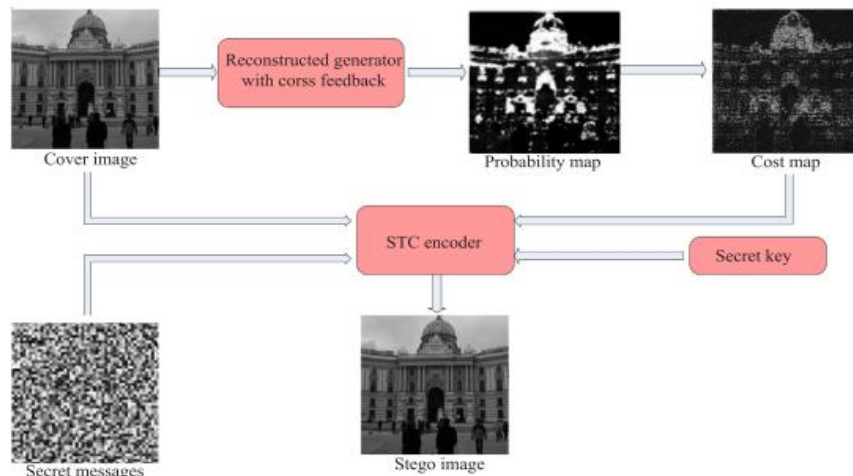 Reconstructed generator
with corss feedback
Cover image
Probability map
Cost map
STC encoder
Secret key
Secret messages
Stego image